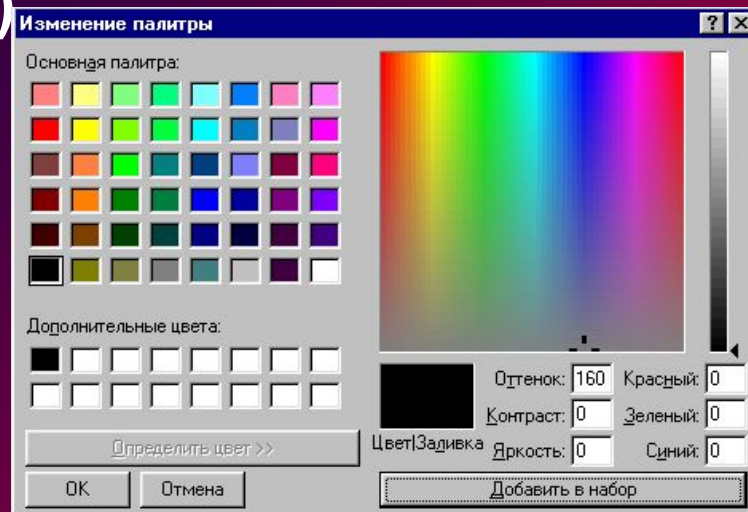 )
Изменение палитры
Основная палитра:
Дополнительные цвета:
Определить цвет >>
OK Отмена
Оттенок: 160 Красный: 0
Контраст: 0 Зеленый: 0
Цвет|Заливка Яркость: 0 Синий: 0
Добавить в набор